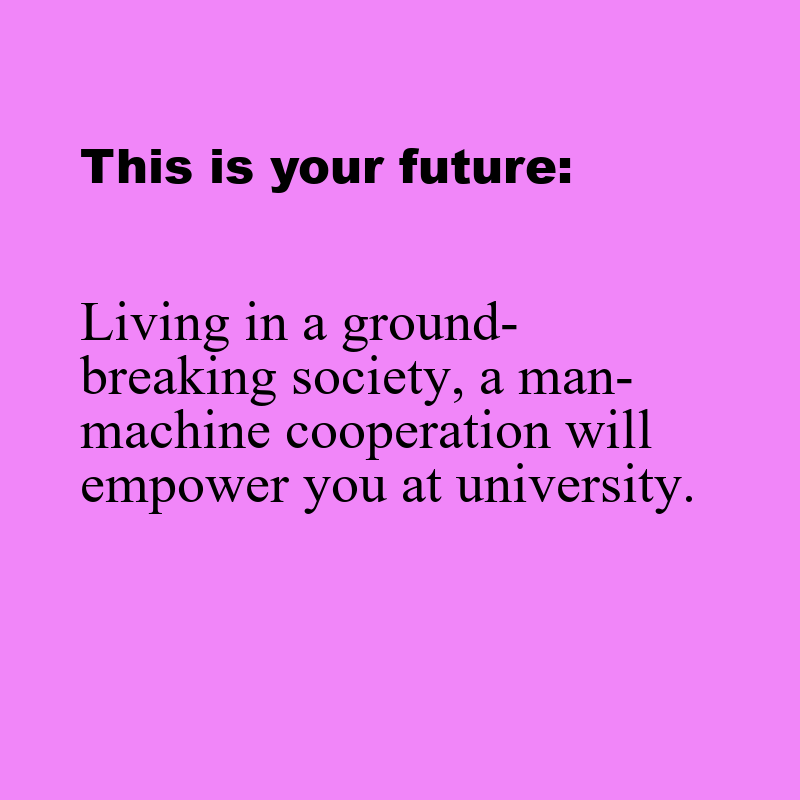 This is your future:
Living in a ground-
breaking society, a man-
machine cooperation will
empower you at university.